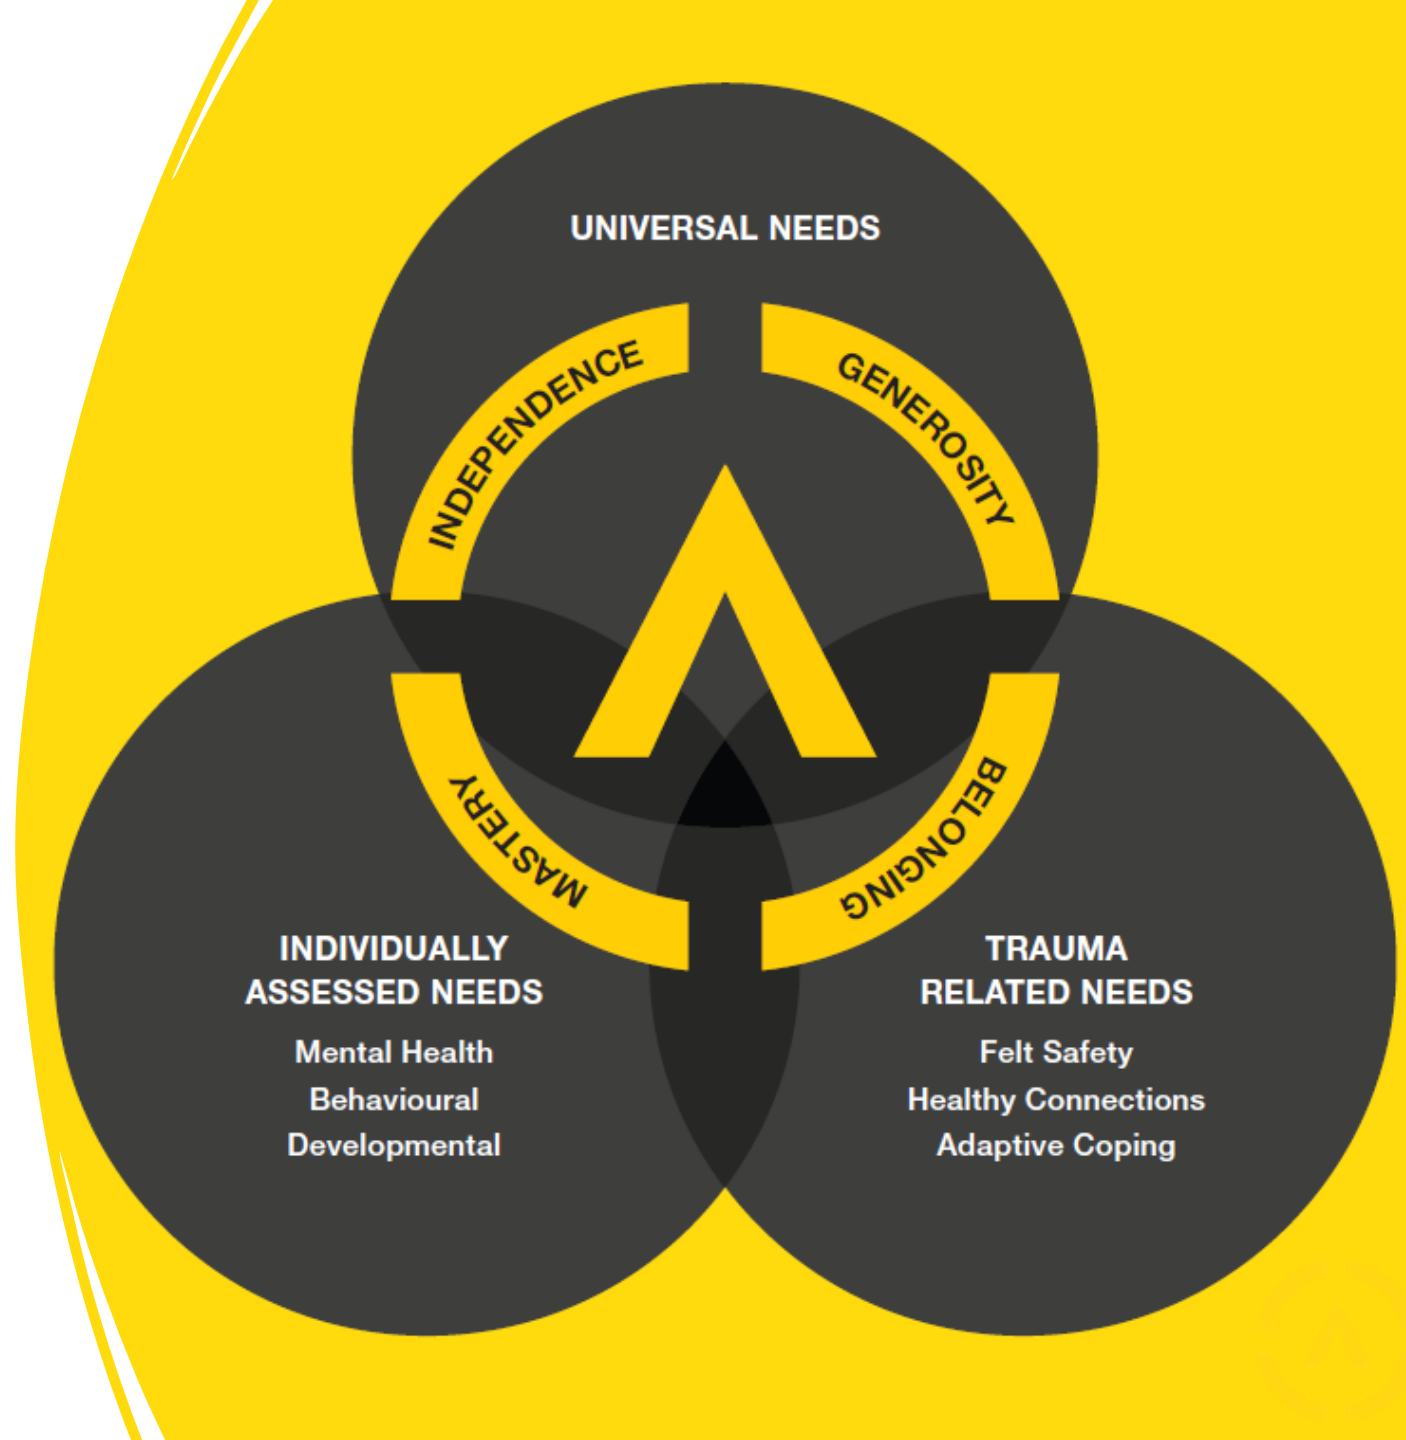 UNIVERSAL NEEDS
INDEPENDENCE
GENEROSITY
MASTERY
BELONGING
INDIVIDUALLY
ASSESSED NEEDS
Mental Health
Behavioural
Developmental
TRAUMA
RELATED NEEDS
Felt Safety
Healthy Connections
Adaptive Coping